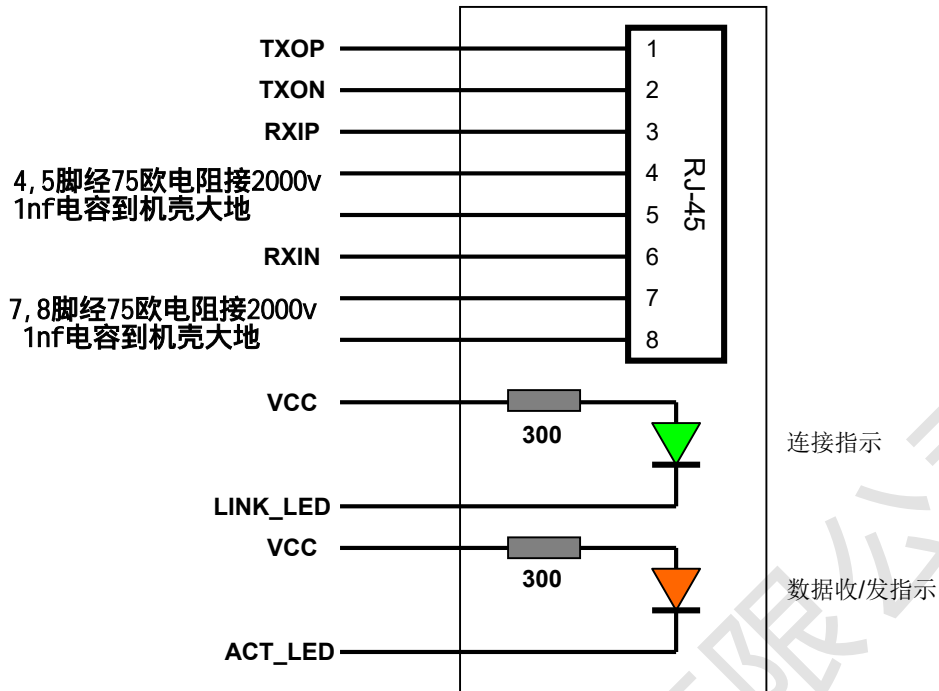 TXOP
1
TXON
2
RXIP
3
4,5脚经75欧电阻接2000v
1nf电容到机壳大地
4
RJ-45
5
RXIN
6
7,8脚经75欧电阻接2000v
1nf电容到机壳大地
7
8
VCC
300
连接指示
LINK_LED
VCC
300
数据收/发指示
ACT_LED
有限公司